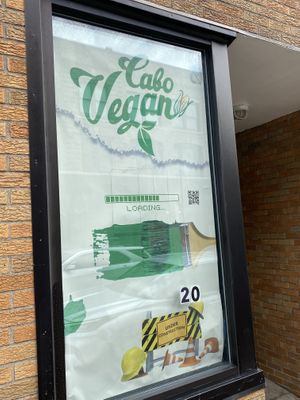 Cabo
Vegan
LOADING...
20
UNDER
CONSTRUCTION